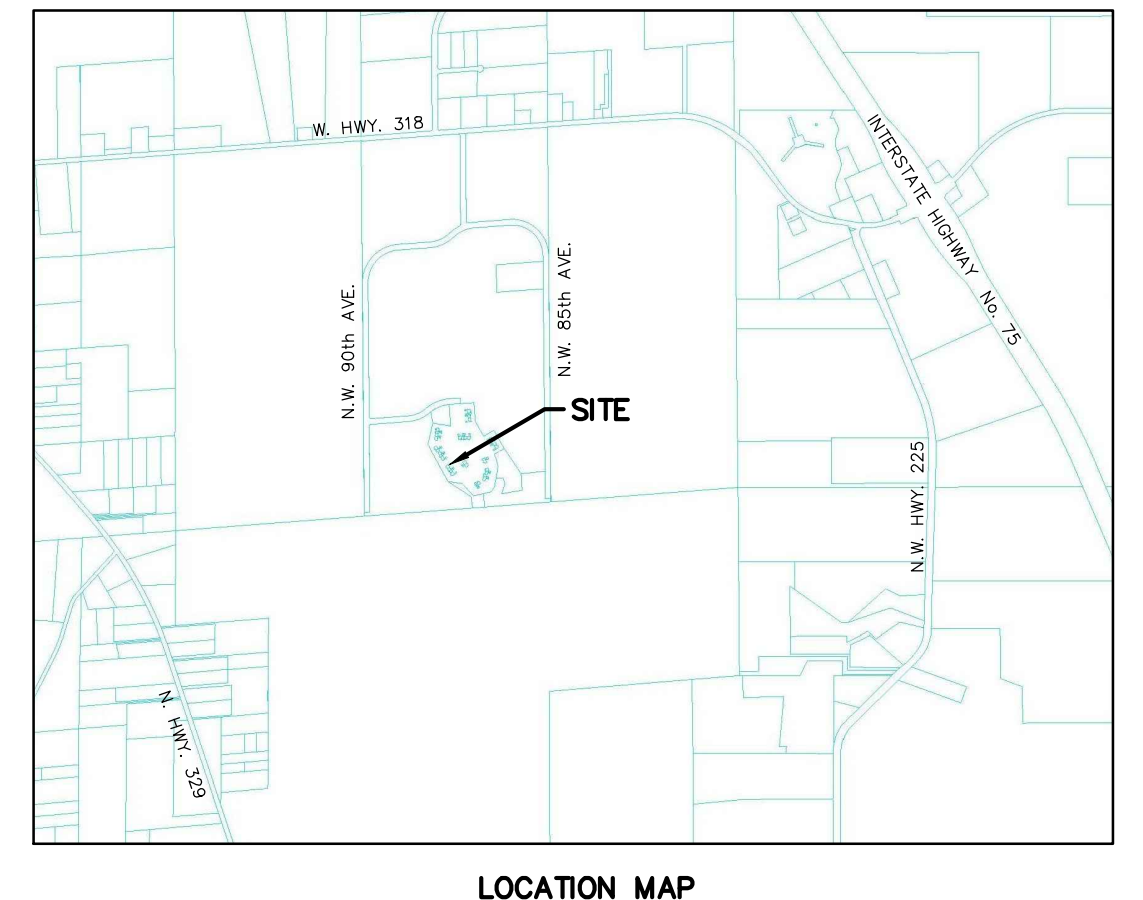 W. HWY. 318
INTERSTATE HIGHWAY No. 75
N.W. 90th AVE.
N.W. 85th AVE.
SITE
N.W. HWY. 225
N. HWY. 329
LOCATION MAP